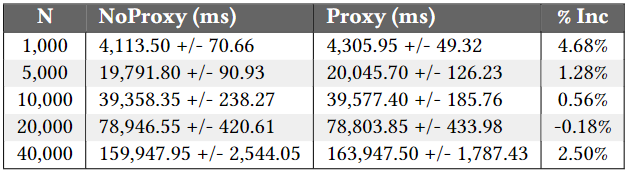 N NoProxy (ms) Proxy (ms) % Inc
1,000 4,113.50 +/- 70.66 4,305.95 +/- 49.32 4.68%
5,000 19,791.80 +/- 90.93 20,045.70 +/- 126.23 1.28%
10,000 39,358.35 +/- 238.27 39,577.40 +/- 185.76 0.56%
20,000 78,946.55 +/- 420.61 78,803.85 +/- 433.98 -0.18%
40,000 159,947.95 +/- 2,544.05 163,947.50 +/- 1,787.43 2.50%